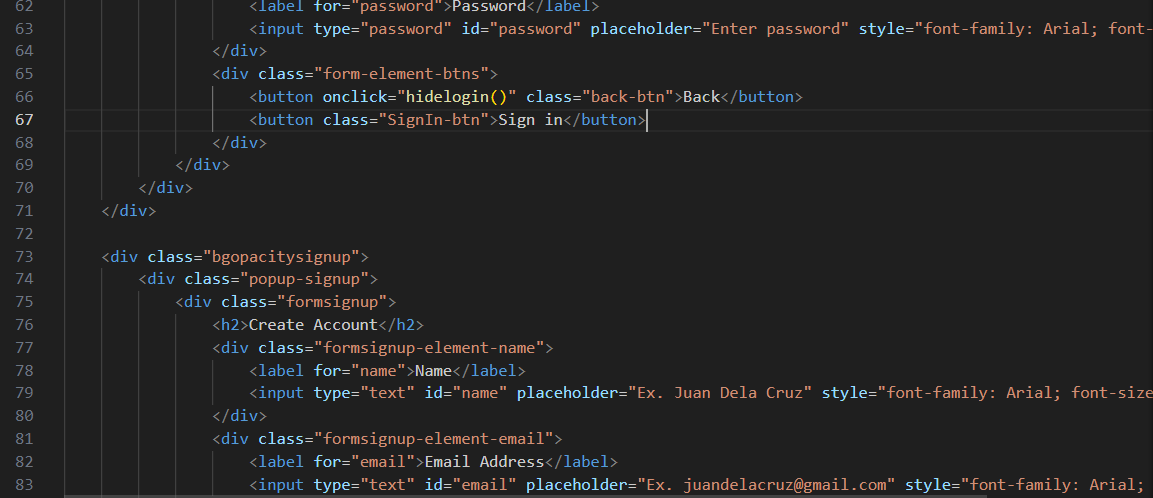 62 <label for="password">Password</label>
63 <input type="password" id="password" placeholder="Enter password" style="font-family: Arial; font-
64 </div>
65 <div class="form-element-btns">
66 <button onclick="hidelogin()" class="back-btn">Back</button>
67 <button class="SignIn-btn">Sign in</button>
68 </div>
69 </div>
70 </div>
71 </div>
72
73 <div class="bgopacitysignup">
74 <div class="popup-signup">
75 <div class="formsignup">
76 <h2>Create Account</h2>
77 <div class="formsignup-element-name">
78 <label for="name">Name</label>
79 <input type="text" id="name" placeholder="Ex. Juan Dela Cruz" style="font-family: Arial; font-size
80 </div>
81 <div class="formsignup-element-email">
82 <label for="email">Email Address</label>
83 <input type="text" id="email" placeholder="Ex. juandelacruz@gmail.com" style="font-family: Arial;